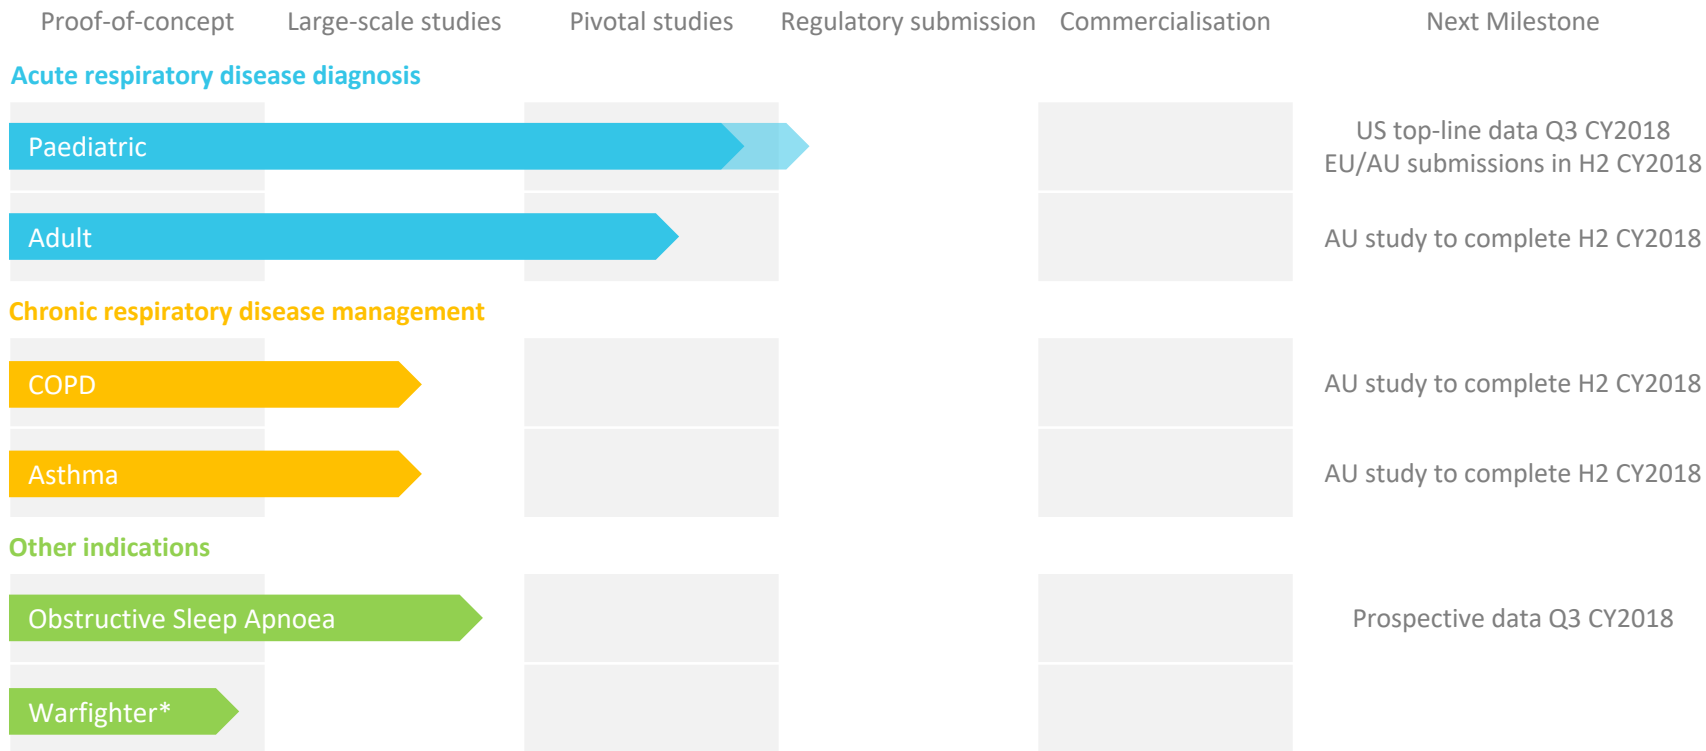 Proof-of-concept Large-scale studies Pivotal studies Regulatory submission Commercialisation Next Milestone
Acute respiratory disease diagnosis
Paediatric
US top-line data Q3 CY2018
EU/AU submissions in H2 CY2018
Adult
AU study to complete H2 CY2018
Chronic respiratory disease management
COPD
AU study to complete H2 CY2018
Asthma
AU study to complete H2 CY2018
Other indications
Obstructive Sleep Apnoea
Prospective data Q3 CY2018
Warfighter*